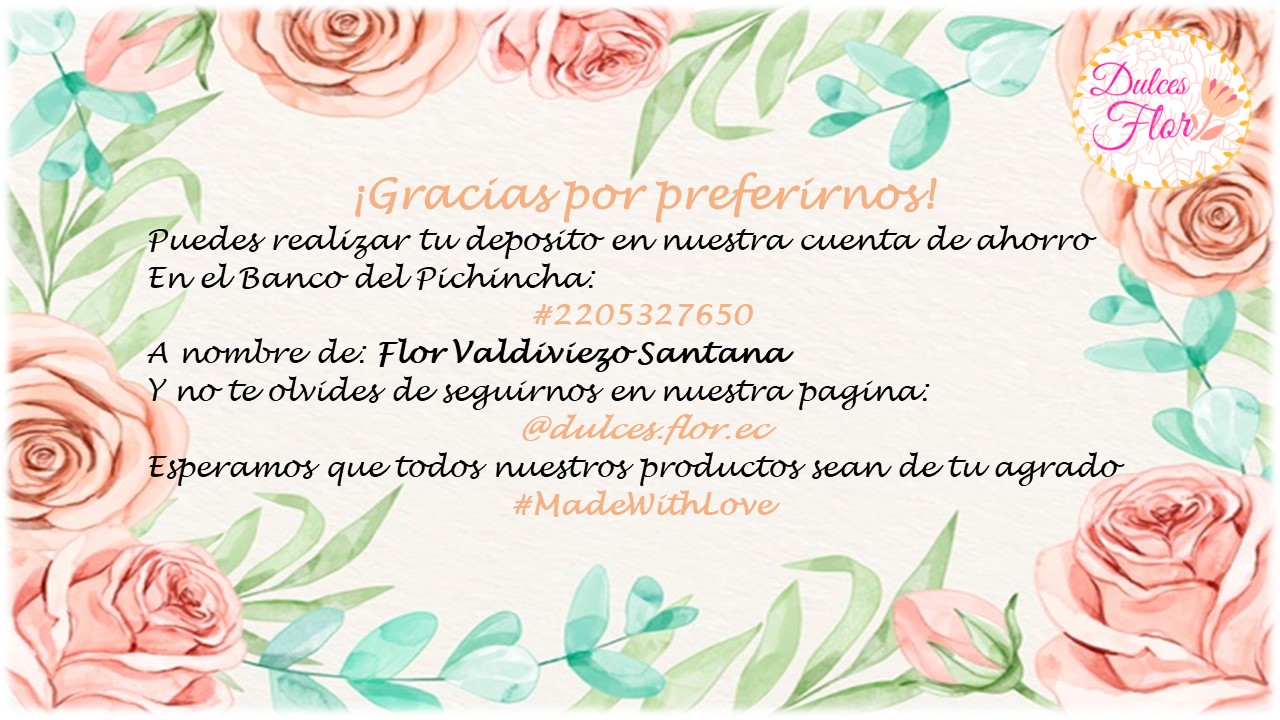 Dulces
Flor
¡Gracias por preferirnos!
Puedes realizar tu deposito en nuestra cuenta de ahorro
En el Banco del Pichincha:
#2205327650
A nombre de: Flor Valdiviezo Santana
Y no te olvides de seguirnos en nuestra pagina:
@dulces.flor.ec
Esperamos que todos nuestros productos sean de tu agrado
#MadeWithLove